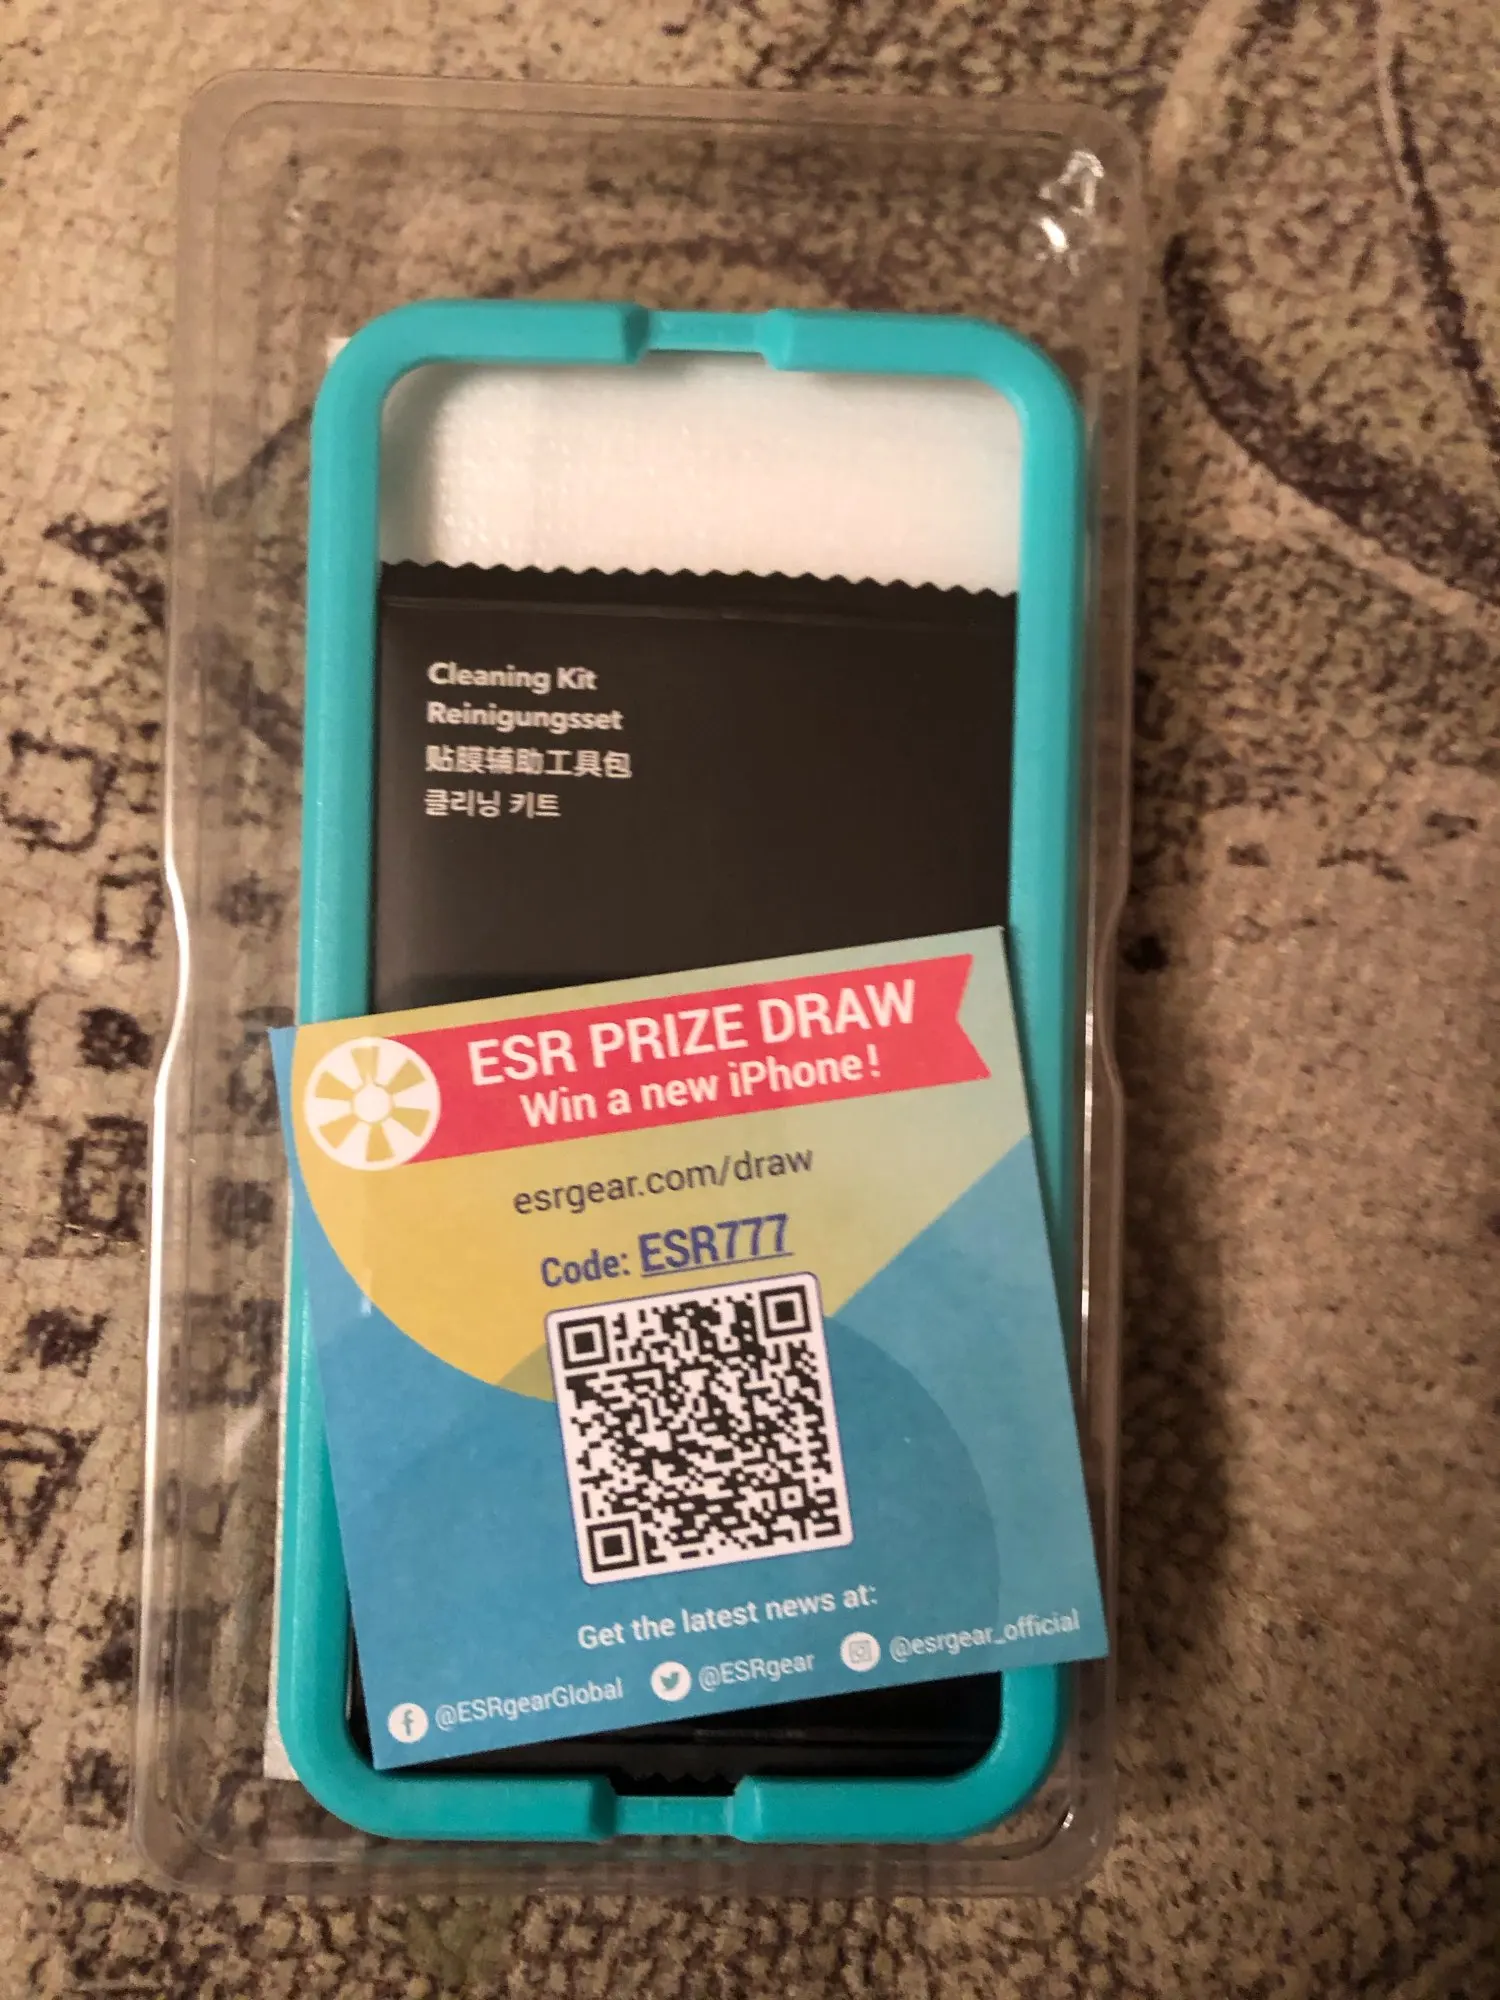 Cleaning Kit
Reinigungsset
贴膜辅助工具包
클리닝 키트
ESR PRIZE DRAW
Win a new iPhone!
esrgear.com/draw
Code: ESR777
Get the latest news at:
@ESRgearGlobal @ESRgear @esrgear_official